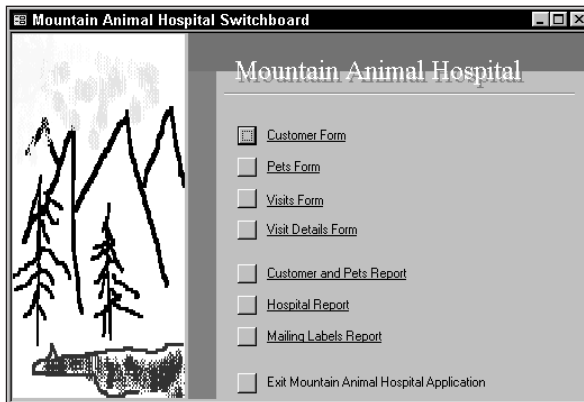 Mountain Animal Hospital Switchboard
Mountain Animal Hospital
Customer Form
Pets Form
Visits Form
Visit Details Form
Customer and Pets Report
Hospital Report
Mailing Labels Report
Exit Mountain Animal Hospital Application